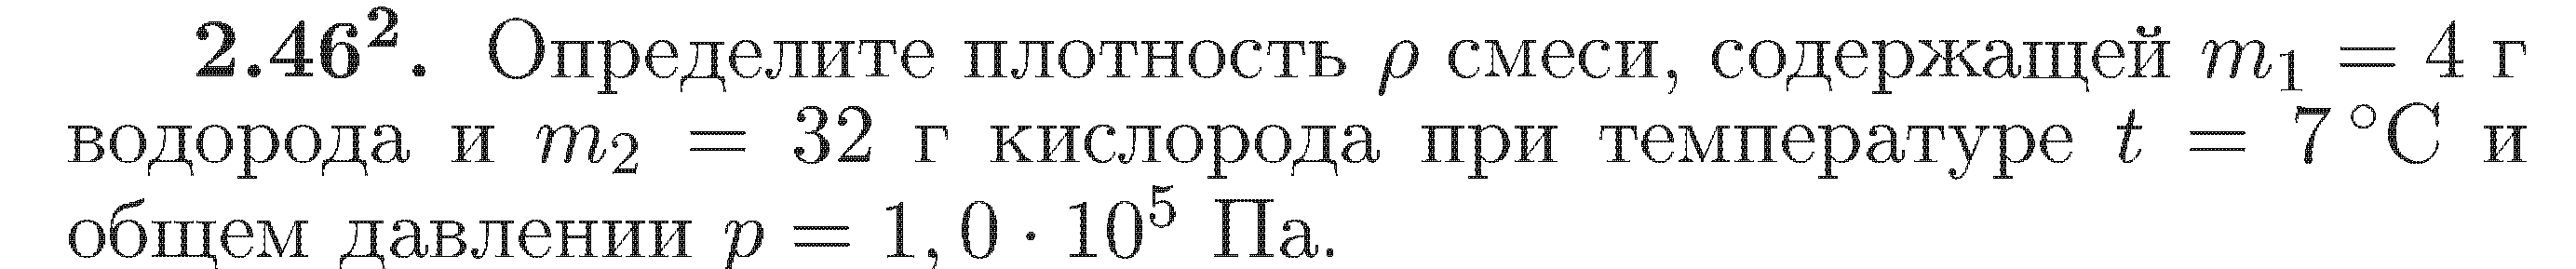 2.46². Определите плотность ρ смеси, содержащей m₁ = 4 г
водорода и m₂ = 32 г кислорода при температуре t = 7 °C и
общем давлении p = 1,0 · 10⁵ Па.